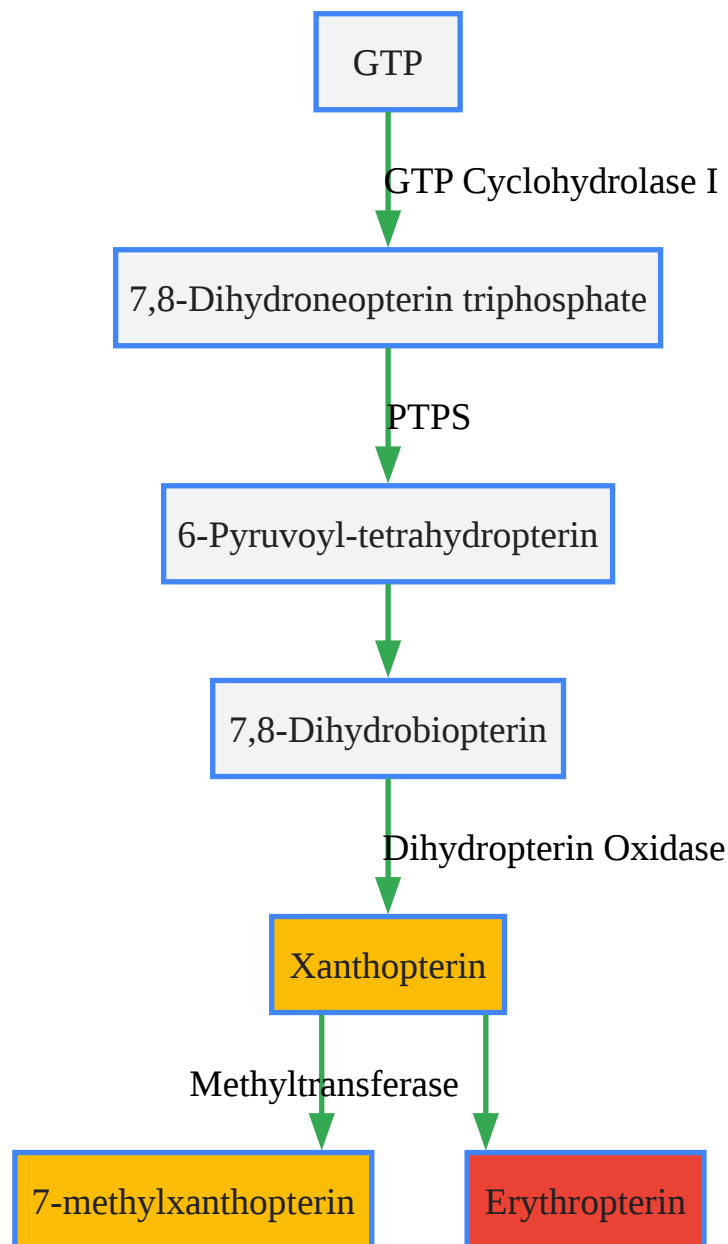 GTP
GTP Cyclohydrolase I
7,8-Dihydroneopterin triphosphate
PTPS
6-Pyruvoyl-tetrahydropterin
7,8-Dihydrobiopterin
Dihydropterin Oxidase
Xanthopterin
Methyltransferase
7-methylxanthopterin
Erythropterin